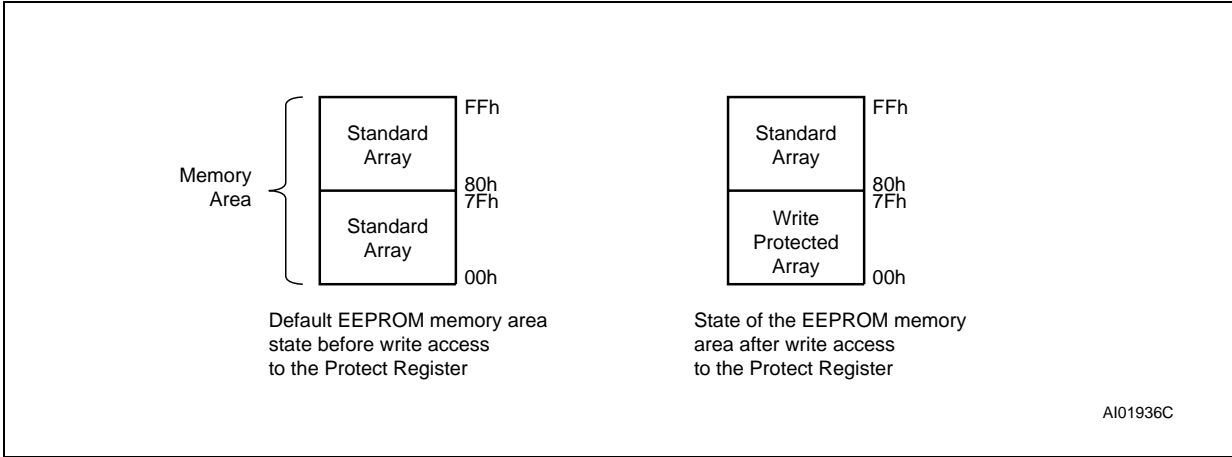 Memory
Area
Standard
Array
Standard
Array
FFh
80h
7Fh
00h
Default EEPROM memory area
state before write access
to the Protect Register
Standard
Array
Write
Protected
Array
FFh
80h
7Fh
00h
State of the EEPROM memory
area after write access
to the Protect Register
AI01936C